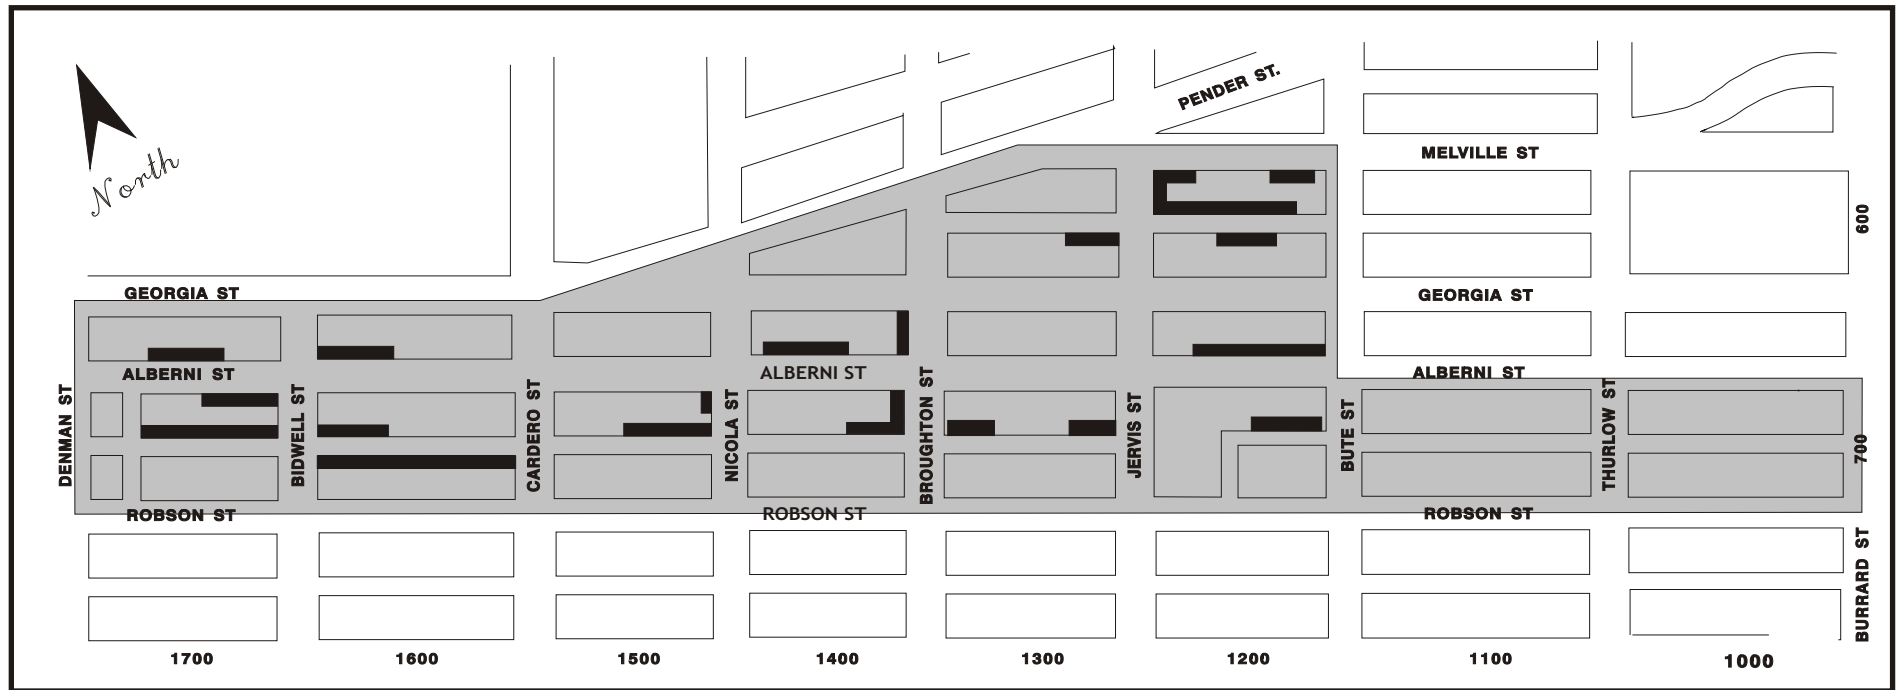 PENDER ST.
North
MELVILLE ST
600
GEORGIA ST
GEORGIA ST
ALBERNI ST
ALBERNI ST
ALBERNI ST
DENMAN ST
BIDWELL ST
CARDERO ST
NICOLA ST
BROUGHTON ST
JERVIS ST
BUTE ST
THURLOW ST
700
ROBSON ST
ROBSON ST
ROBSON ST
BURRARD ST
1700
1600
1500
1400
1300
1200
1100
1000